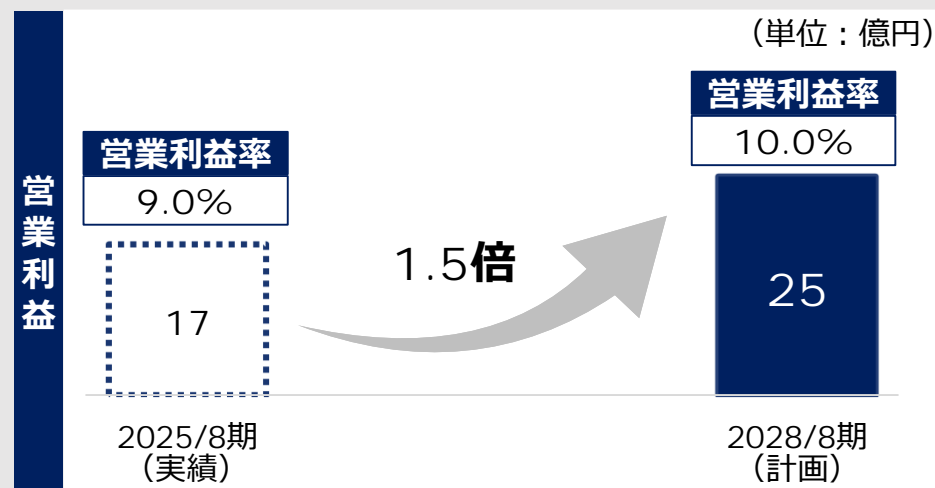 （単位：億円）
営業利益
営業利益率
9.0%
営業利益率
10.0%
1.5倍
17
25
2025/8期
（実績）
2028/8期
（計画）